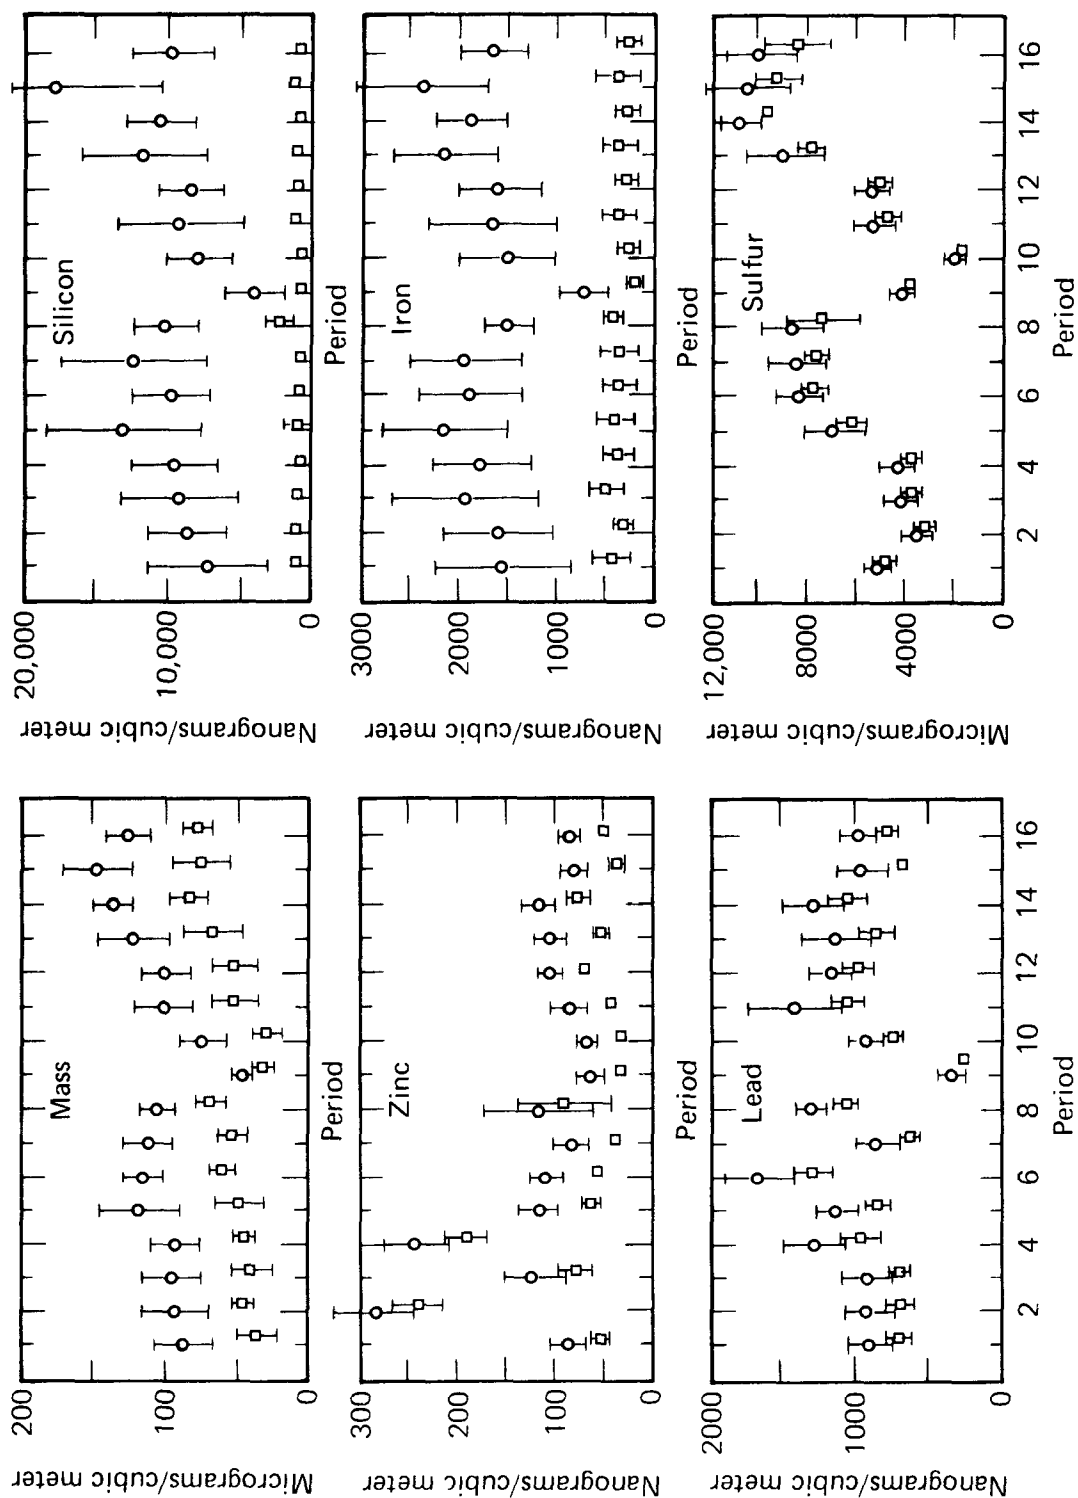 20,000
10,000
0
Nanograms/cubic meter
Silicon
Period
3000
2000
1000
0
Nanograms/cubic meter
Iron
Period
12,000
8000
4000
0
Micrograms/cubic meter
Sulfur
2 4 6 8 10 12 14 16
Period
200
100
0
Micrograms/cubic meter
Mass
Period
300
200
100
0
Nanograms/cubic meter
Zinc
Period
2000
1000
0
Nanograms/cubic meter
Lead
2 4 6 8 10 12 14 16
Period